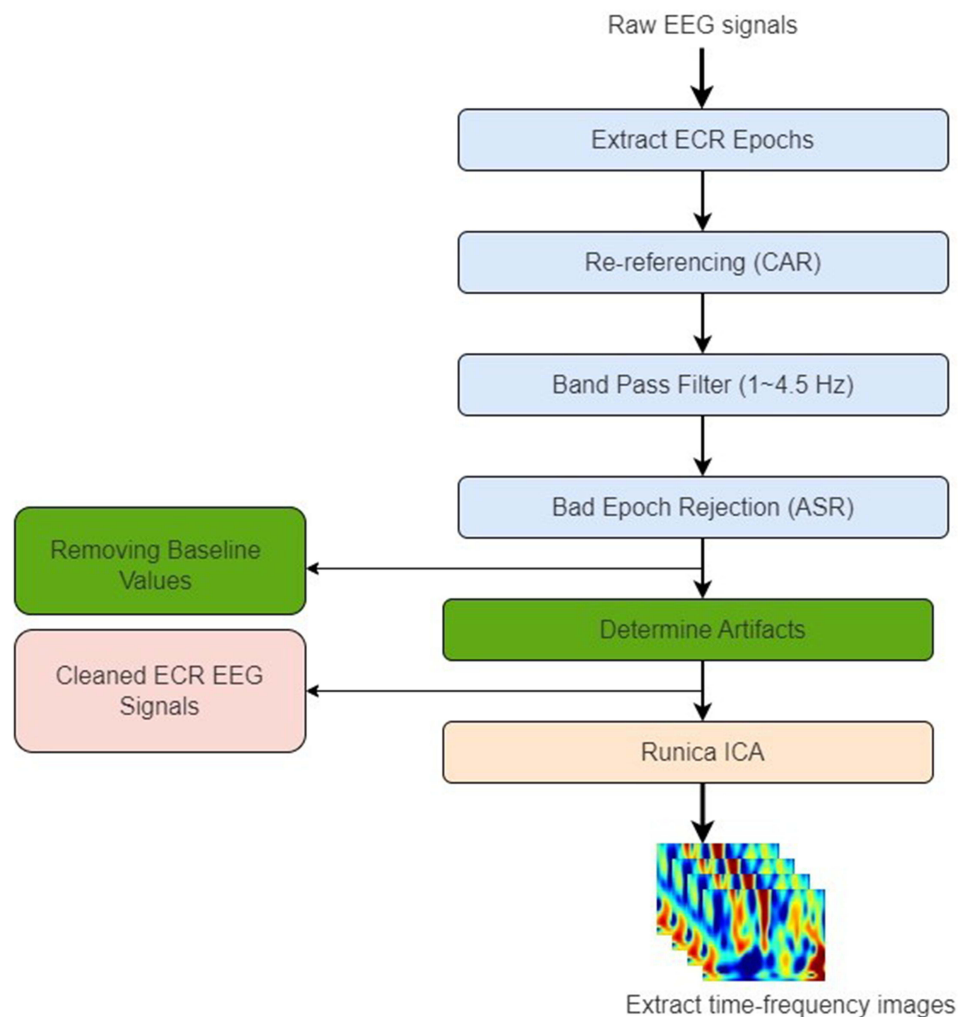 Raw EEG signals
Extract ECR Epochs
Re-referencing (CAR)
Band Pass Filter (1~4.5 Hz)
Bad Epoch Rejection (ASR)
Removing Baseline
Values
Determine Artifacts
Cleaned ECR EEG
Signals
Runica ICA
Extract time-frequency images